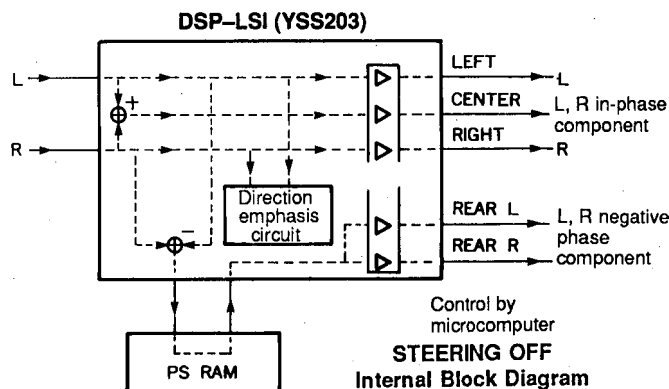 DSP–LSI (YSS203)
L
R
+
−
Direction
emphasis
circuit
LEFT
L
CENTER
L, R in-phase
component
RIGHT
R
REAR L
REAR R
L, R negative
phase
component
PS RAM
Control by
microcomputer
STEERING OFF
Internal Block Diagram